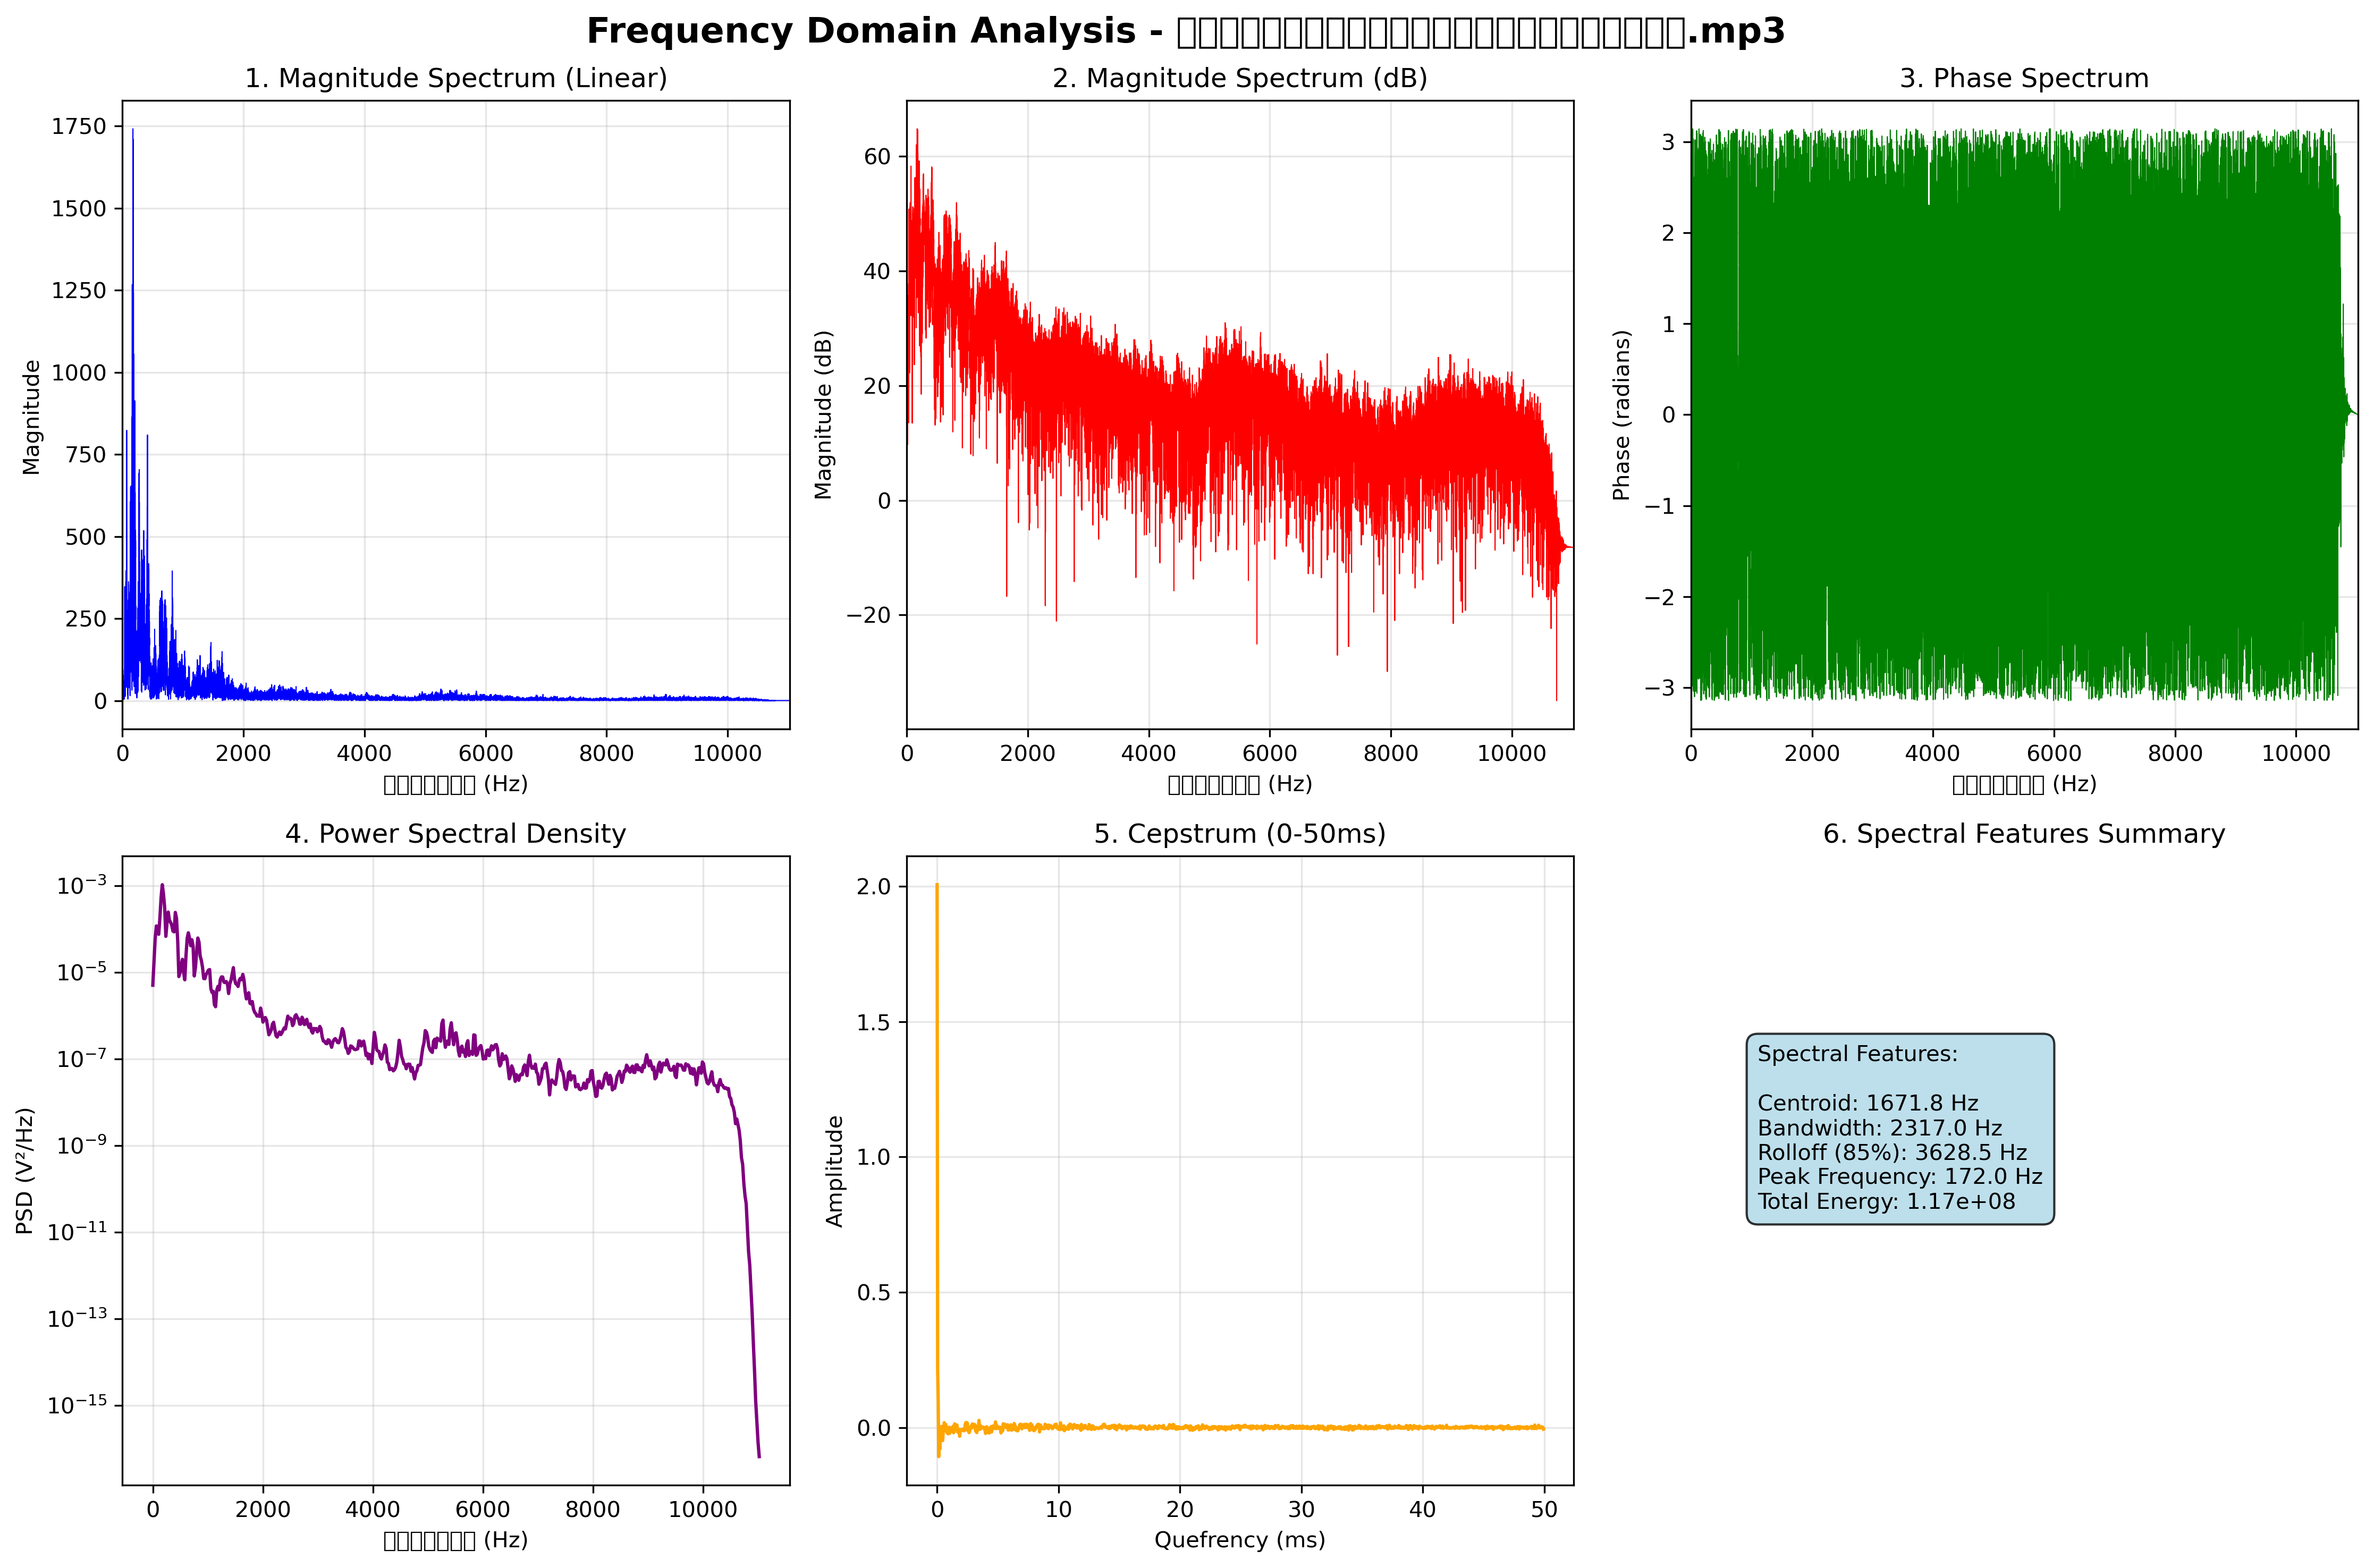 Frequency Domain Analysis - .mp3
1. Magnitude Spectrum (Linear)
Magnitude
1750
1500
1250
1000
750
500
250
0
0 2000 4000 6000 8000 10000
(Hz)
2. Magnitude Spectrum (dB)
Magnitude (dB)
60
40
20
0
−20
0 2000 4000 6000 8000 10000
(Hz)
3. Phase Spectrum
Phase (radians)
3
2
1
0
−1
−2
−3
0 2000 4000 6000 8000 10000
(Hz)
4. Power Spectral Density
PSD (V²/Hz)
10⁻³
10⁻⁵
10⁻⁷
10⁻⁹
10⁻¹¹
10⁻¹³
10⁻¹⁵
0 2000 4000 6000 8000 10000
(Hz)
5. Cepstrum (0-50ms)
Amplitude
2.0
1.5
1.0
0.5
0.0
0 10 20 30 40 50
Quefrency (ms)
6. Spectral Features Summary
Spectral Features:
Centroid: 1671.8 Hz
Bandwidth: 2317.0 Hz
Rolloff (85%): 3628.5 Hz
Peak Frequency: 172.0 Hz
Total Energy: 1.17e+08